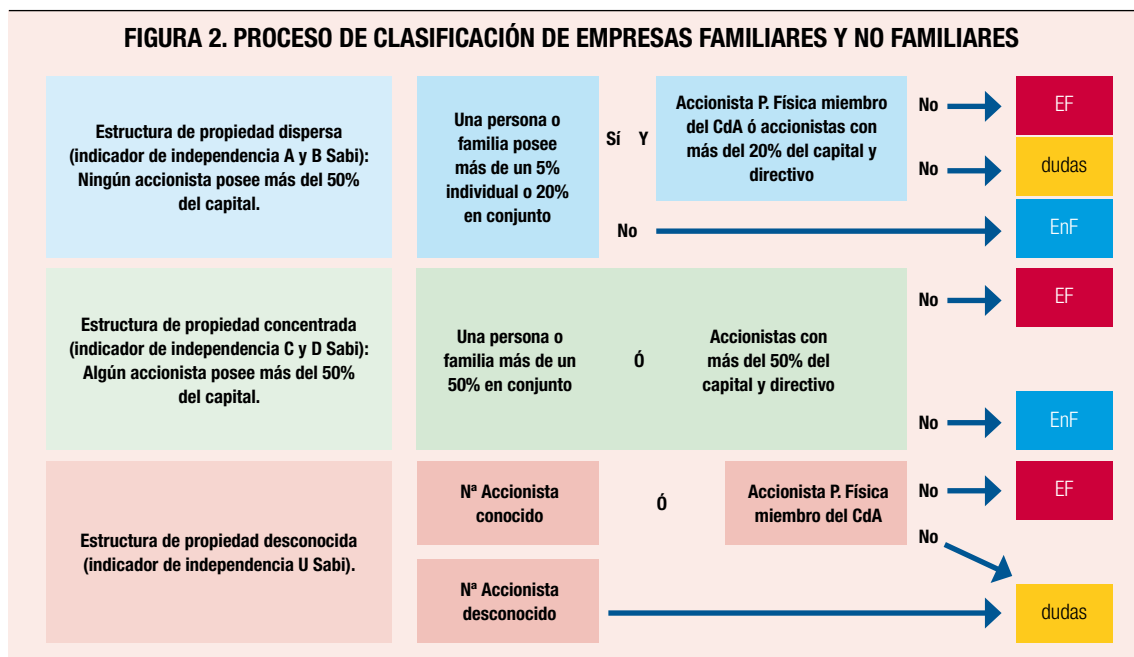 FIGURA 2. PROCESO DE CLASIFICACIÓN DE EMPRESAS FAMILIARES Y NO FAMILIARES
Estructura de propiedad dispersa
(indicador de independencia A y B Sabi):
Ningún accionista posee más del 50%
del capital.
Una persona o
familia posee
más de un 5%
individual o 20%
en conjunto
Sí Y
Accionista P. Física miembro
del CdA ó accionistas con
más del 20% del capital y
directivo
No
EF
No
dudas
No
EnF
Estructura de propiedad concentrada
(indicador de independencia C y D Sabi):
Algún accionista posee más del 50%
del capital.
Una persona o
familia más de un
50% en conjunto
Ó
Accionistas con
más del 50% del
capital y directivo
No
EF
No
EnF
Estructura de propiedad desconocida
(indicador de independencia U Sabi).
Nª Accionista
conocido
Ó
Accionista P. Física
miembro del CdA
No
EF
No
Nª Accionista
desconocido
dudas